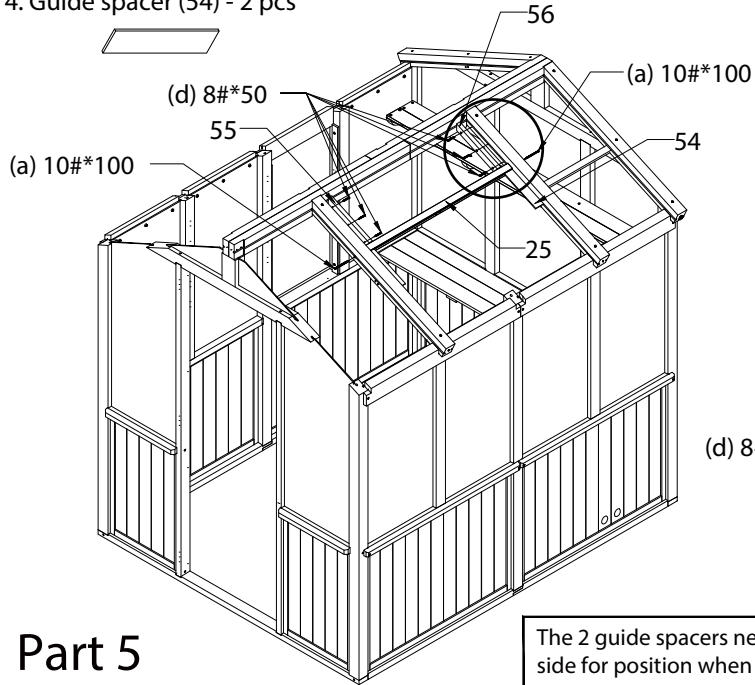 4. Guide spacer (54) - 2 pcs
56
(d) 8#*50
(a) 10#*100
55
54
(a) 10#*100
25
(d) 8
Part 5
The 2 guide spacers ne
side for position when